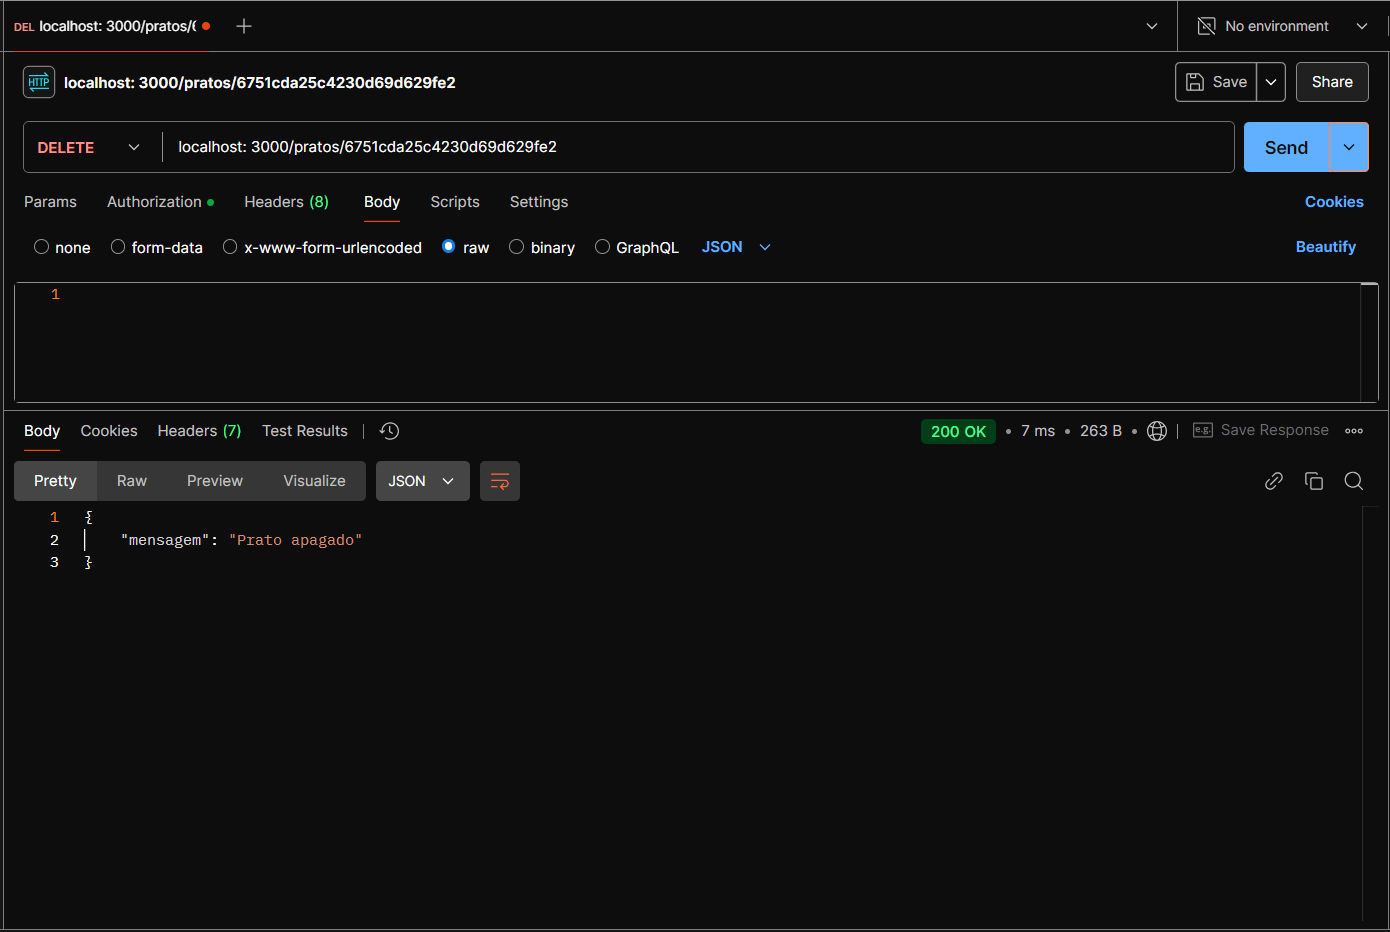 DEL localhost: 3000/pratos/6
No environment
HTTP localhost: 3000/pratos/6751cda25c4230d69d629fe2
Save
Share
DELETE localhost: 3000/pratos/6751cda25c4230d69d629fe2
Send
Params Authorization Headers (8) Body Scripts Settings
Cookies
none form-data x-www-form-urlencoded raw binary GraphQL JSON
Beautify
1
Body Cookies Headers (7) Test Results
200 OK • 7 ms • 263 B •
e.g. Save Response
Pretty Raw Preview Visualize JSON
1 {
2 "mensagem": "Prato apagado"
3 }